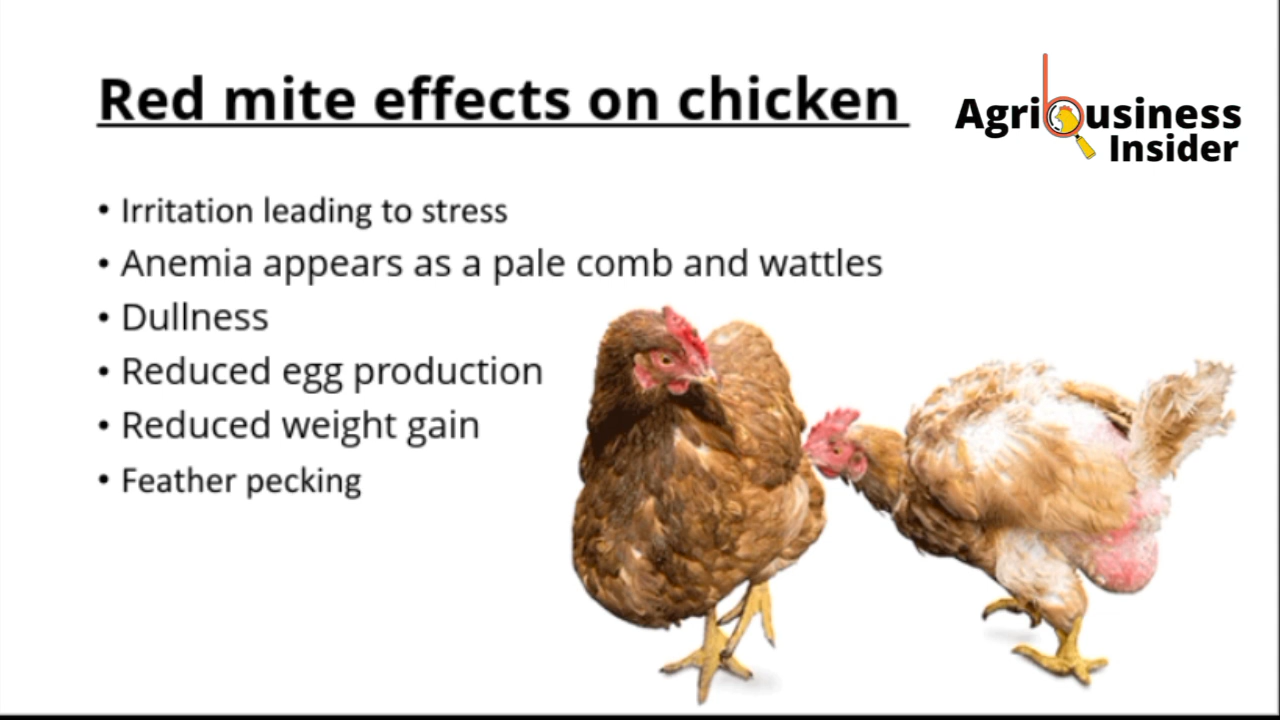 Red mite effects on chicken
Agribusiness
Insider
• Irritation leading to stress
• Anemia appears as a pale comb and wattles
• Dullness
• Reduced egg production
• Reduced weight gain
• Feather pecking